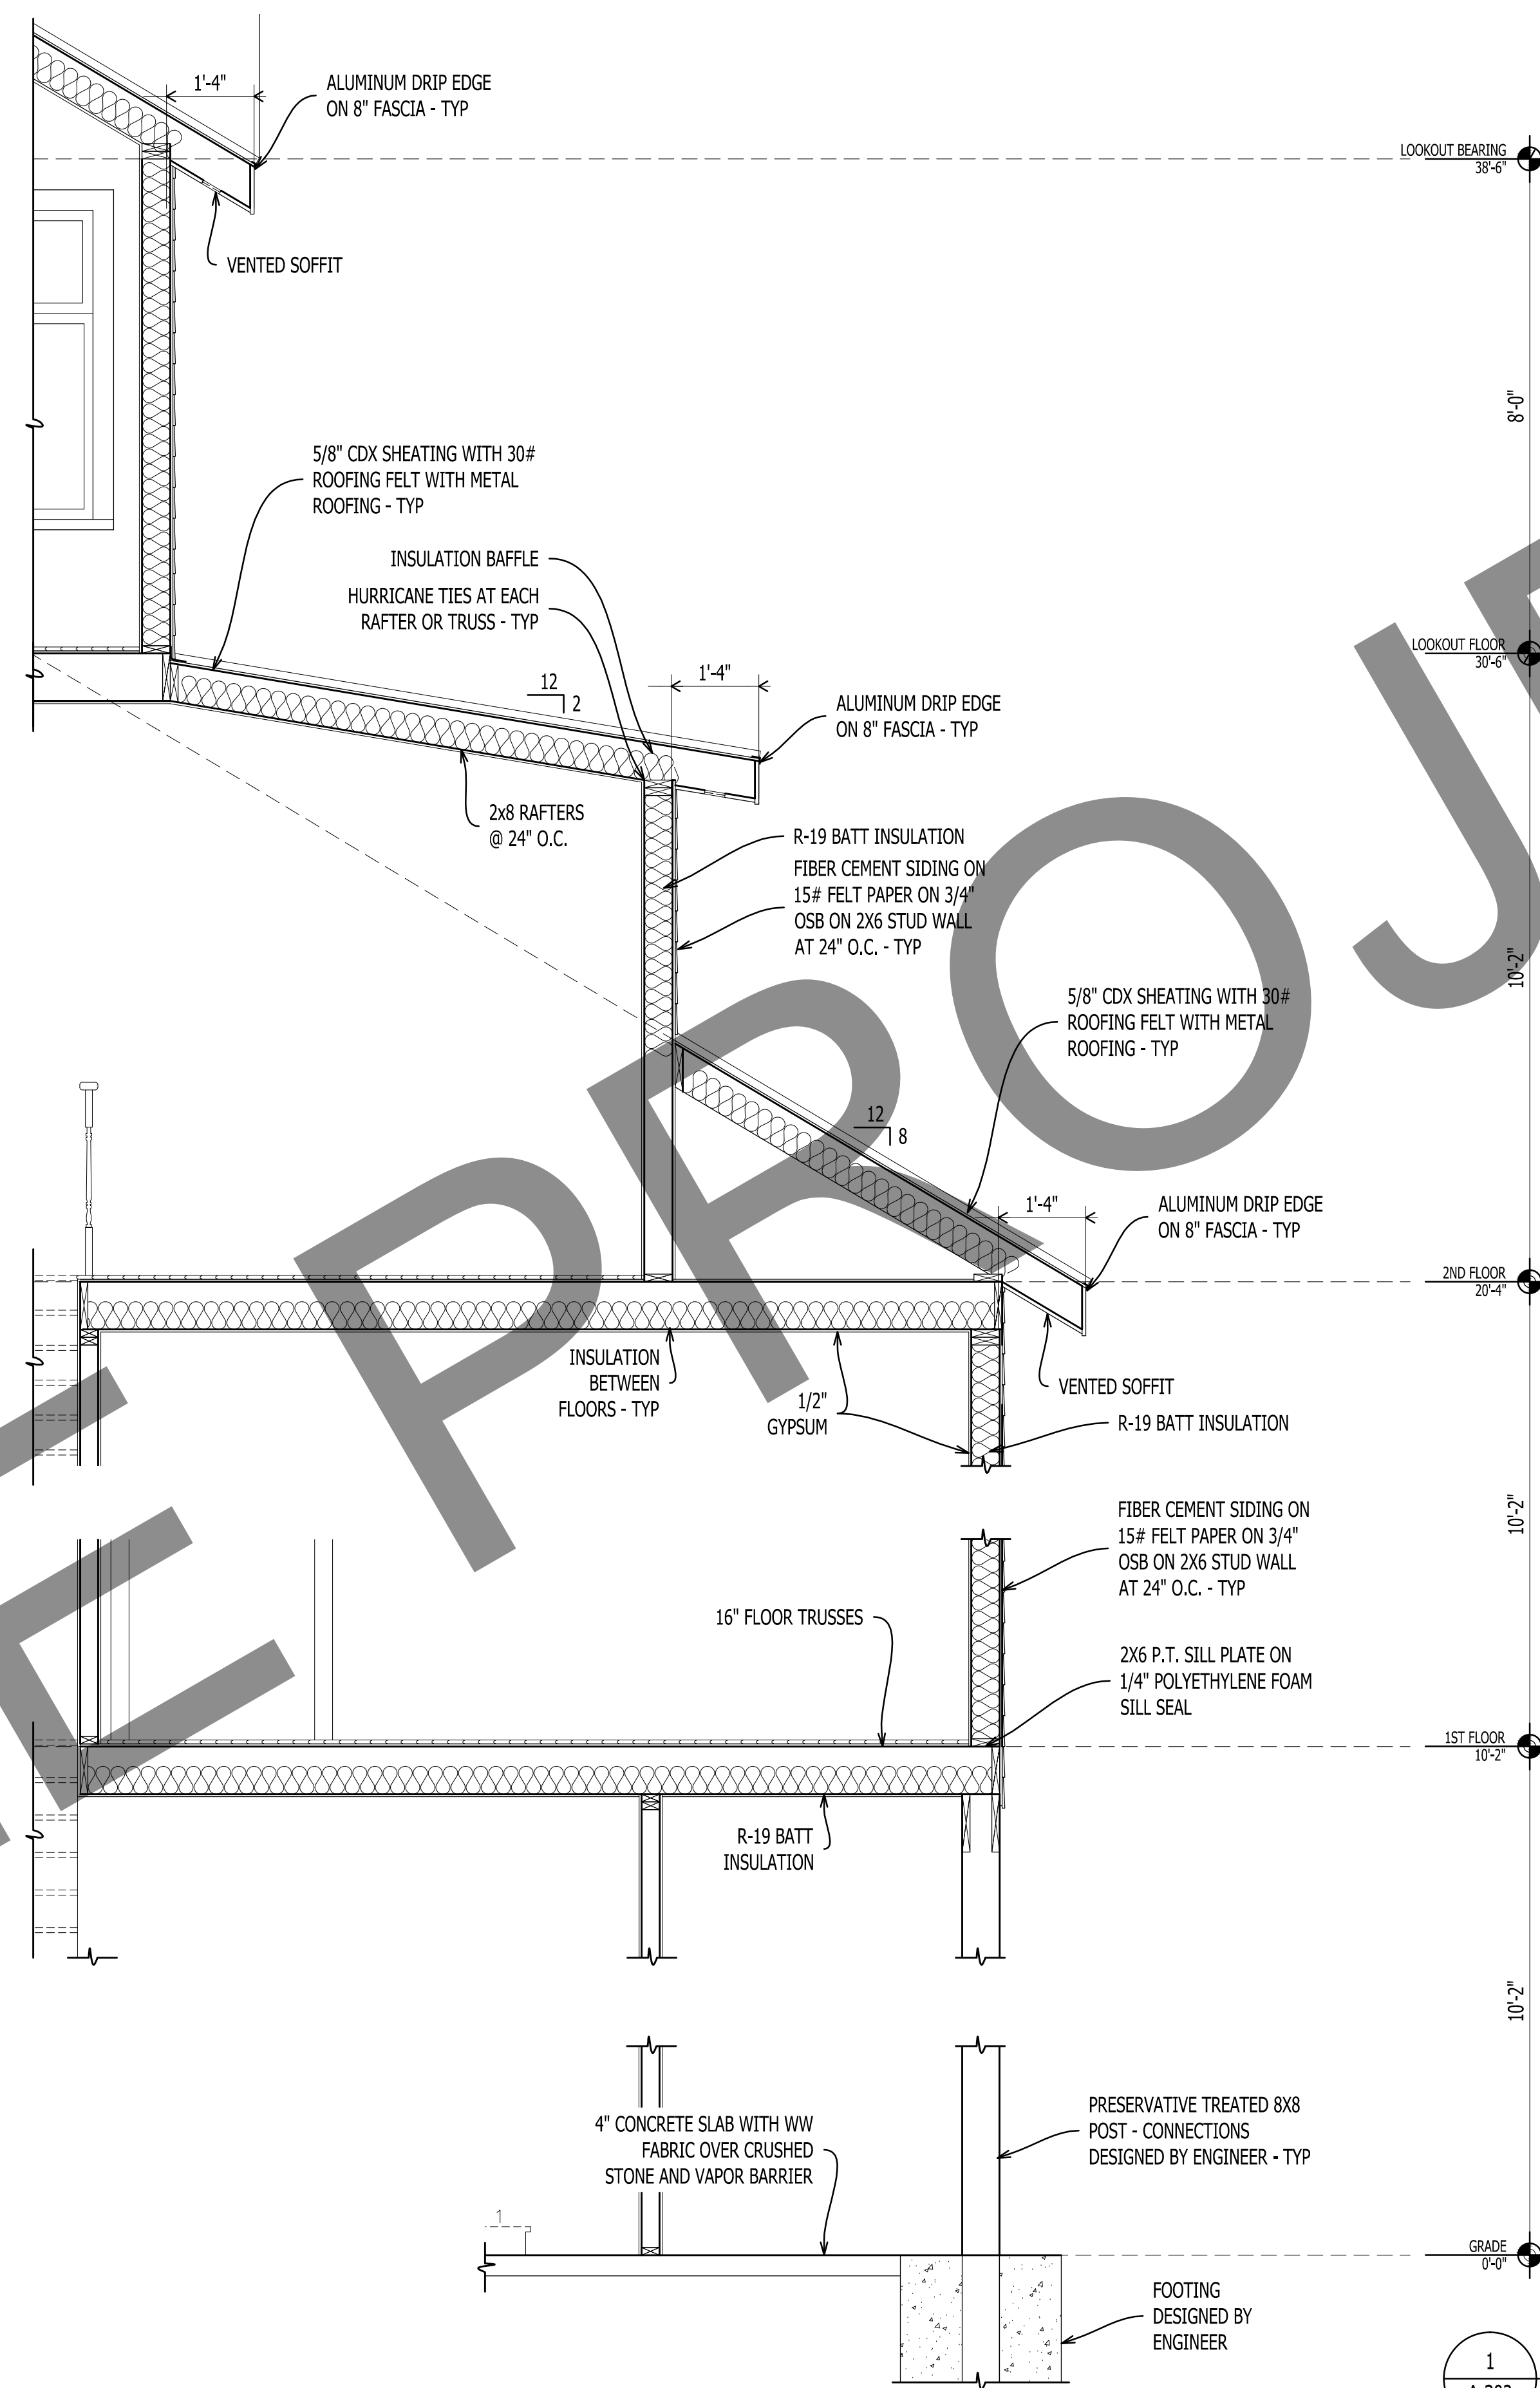 1'-4"
ALUMINUM DRIP EDGE
ON 8" FASCIA - TYP
LOOKOUT BEARING
38'-6"
VENTED SOFFIT
8'-0"
5/8" CDX SHEATING WITH 30#
ROOFING FELT WITH METAL
ROOFING - TYP
INSULATION BAFFLE
HURRICANE TIES AT EACH
RAFTER OR TRUSS - TYP
LOOKOUT FLOOR
30'-6"
12
2
1'-4"
ALUMINUM DRIP EDGE
ON 8" FASCIA - TYP
2x8 RAFTERS
@ 24" O.C.
R-19 BATT INSULATION
FIBER CEMENT SIDING ON
15# FELT PAPER ON 3/4"
OSB ON 2X6 STUD WALL
AT 24" O.C. - TYP
10'-2"
5/8" CDX SHEATING WITH 30#
ROOFING FELT WITH METAL
ROOFING - TYP
12
8
1'-4"
ALUMINUM DRIP EDGE
ON 8" FASCIA - TYP
2ND FLOOR
20'-4"
INSULATION
BETWEEN
FLOORS - TYP
1/2"
GYPSUM
VENTED SOFFIT
R-19 BATT INSULATION
10'-2"
FIBER CEMENT SIDING ON
15# FELT PAPER ON 3/4"
OSB ON 2X6 STUD WALL
AT 24" O.C. - TYP
16" FLOOR TRUSSES
2X6 P.T. SILL PLATE ON
1/4" POLYETHYLENE FOAM
SILL SEAL
1ST FLOOR
10'-2"
R-19 BATT
INSULATION
10'-2"
4" CONCRETE SLAB WITH WW
FABRIC OVER CRUSHED
STONE AND VAPOR BARRIER
PRESERVATIVE TREATED 8X8
POST - CONNECTIONS
DESIGNED BY ENGINEER - TYP
1
GRADE
0'-0"
FOOTING
DESIGNED BY
ENGINEER
1
E PROJ